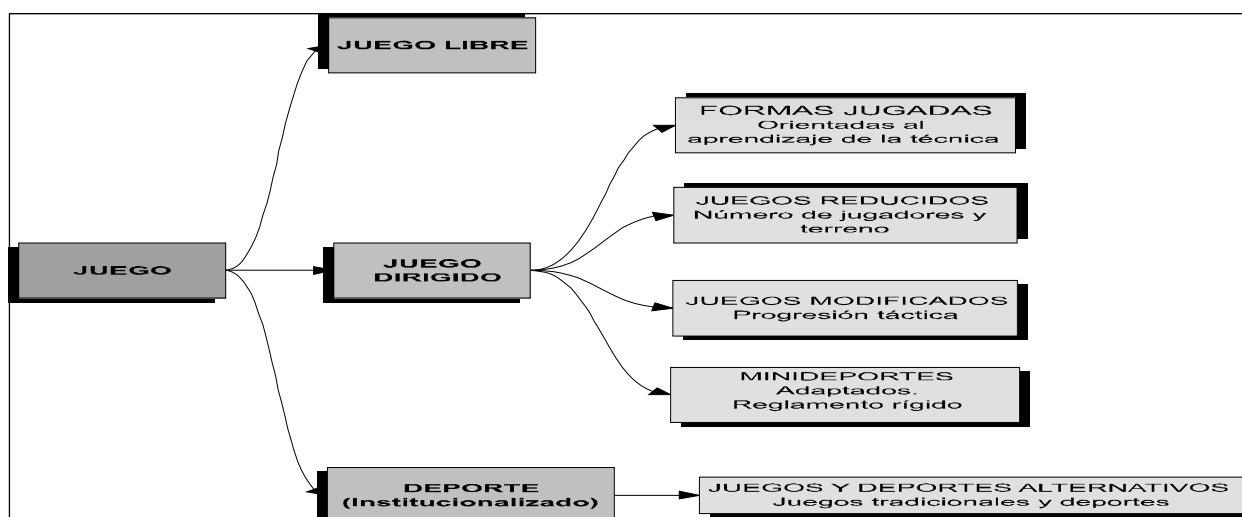 JUEGO LIBRE
FORMAS JUGADAS
Orientadas al
aprendizaje de la técnica
JUEGOS REDUCIDOS
Número de jugadores y
terreno
JUEGO
JUEGO
DIRIGIDO
JUEGOS MODIFICADOS
Progresión táctica
MINIDEPORTES
Adaptados.
Reglamento rígido
DEPORTE
(Institucionalizado)
JUEGOS Y DEPORTES ALTERNATIVOS
Juegos tradicionales y deportes